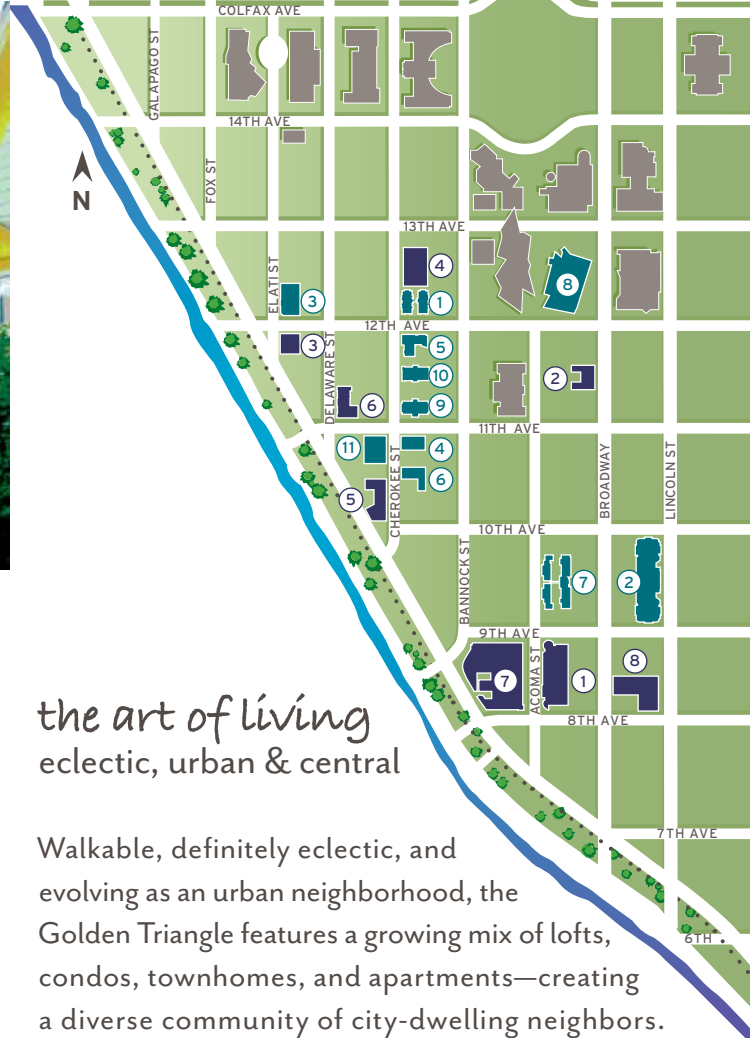 COLFAX AVE
GALAPAGO ST
14TH AVE
FOX ST
N
13TH AVE
4
ELATI ST
8
3
1
12TH AVE
3
DELAWARE ST
5
10
2
6
9
11TH AVE
11
4
CHEROKEE ST
6
BROADWAY
LINCOLN ST
5
10TH AVE
BANNOCK ST
7
2
9TH AVE
ACOMA ST
8
7
1
8TH AVE
the art of living
eclectic, urban & central
7TH AVE
Walkable, definitely eclectic, and
evolving as an urban neighborhood, the
Golden Triangle features a growing mix of lofts,
6TH
condos, townhomes, and apartments—creating
a diverse community of city-dwelling neighbors.